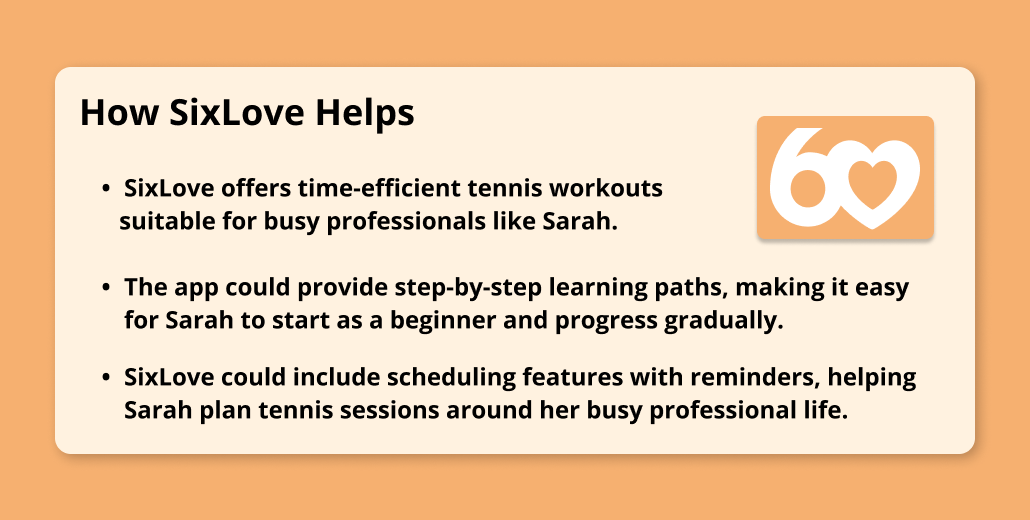 How SixLove Helps
• SixLove offers time-efficient tennis workouts
suitable for busy professionals like Sarah.
6
• The app could provide step-by-step learning paths, making it easy
for Sarah to start as a beginner and progress gradually.
• SixLove could include scheduling features with reminders, helping
Sarah plan tennis sessions around her busy professional life.